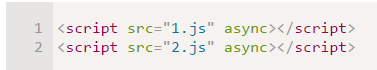 1 <script src="1.js" async></script>
2 <script src="2.js" async></script>